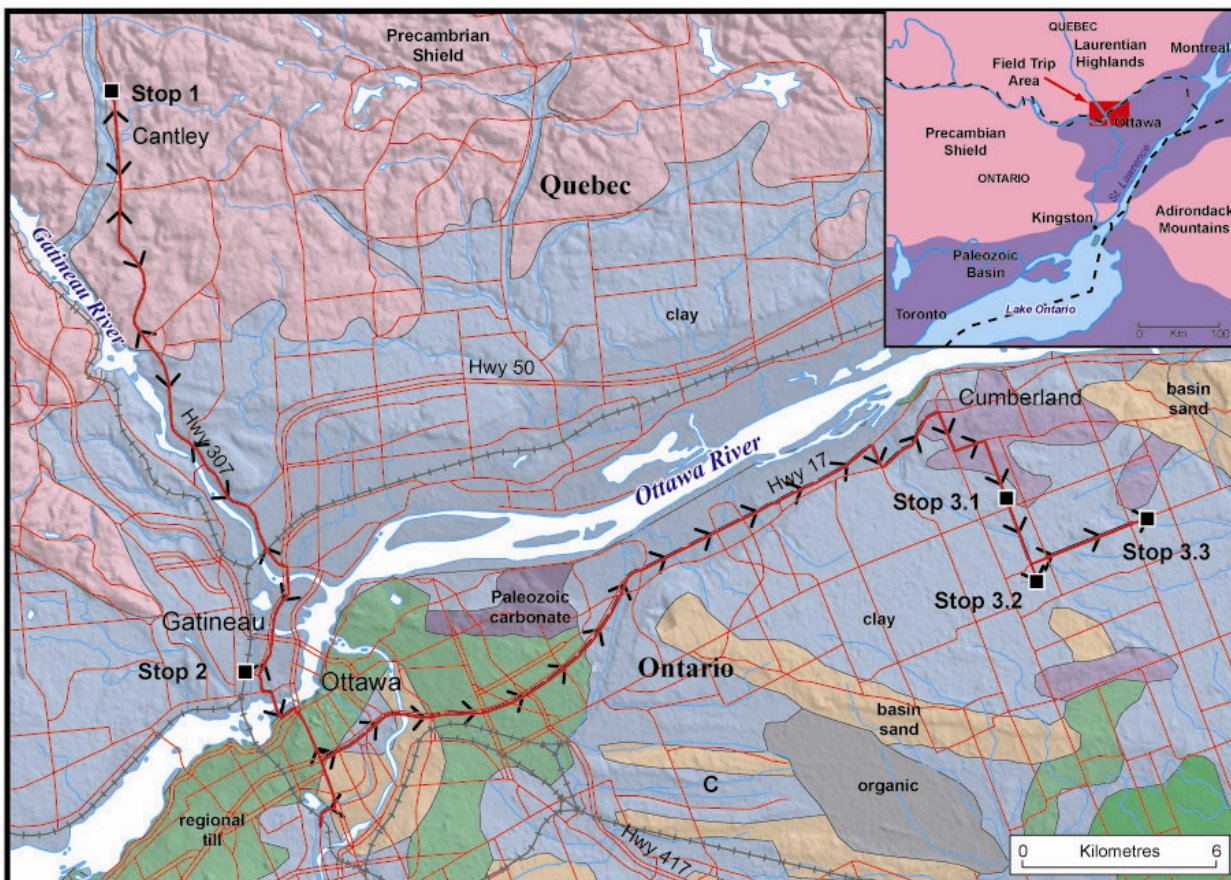 Precambrian
Shield
Stop 1
Cantley
Quebec
Gatineau River
clay
Hwy 50
Hwy 307
Ottawa River
Hwy 17
Cumberland
basin
sand
Stop 3.1
Stop 3.3
Stop 3.2
Paleozoic
carbonate
Gatineau
clay
Stop 2
Ottawa
Ontario
basin
sand
C
organic
regional
till
Hwy 417
0 Kilometres 6
QUEBEC
Laurentian
Highlands
Montreal
Field Trip
Area
Ottawa
Precambian
Shield
ONTARIO
St. Lawrence
Kingston
Adirondack
Mountains
Paleozoic
Basin
Toronto
Lake Ontario
0 Km 100